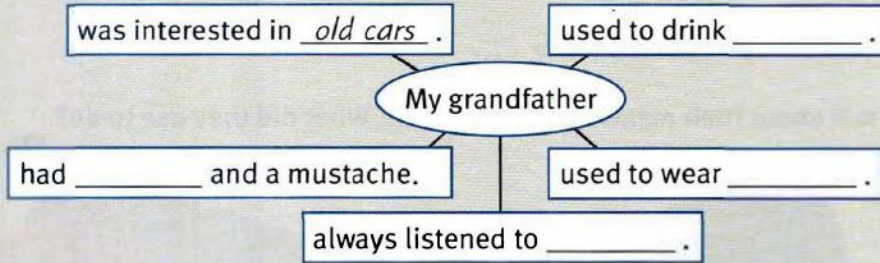 was interested in old cars .
used to drink ________ .
My grandfather
had ________ and a mustache.
used to wear ________ .
always listened to ________ .